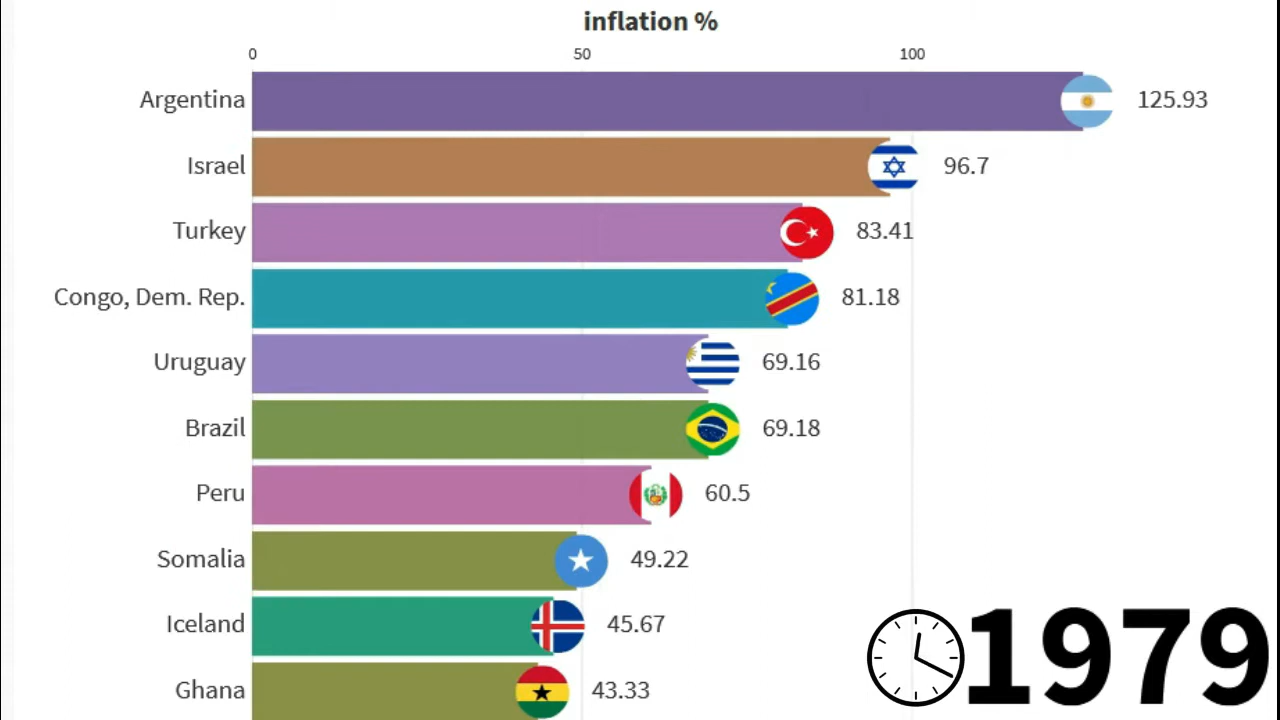 inflation %
0 50 100
Argentina 125.93
Israel 96.7
Turkey 83.41
Congo, Dem. Rep. 81.18
Uruguay 69.16
Brazil 69.18
Peru 60.5
Somalia 49.22
Iceland 45.67
Ghana 43.33
1979